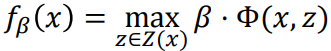 f_β(x) = max_{z∈Z(x)} β · Φ(x, z)